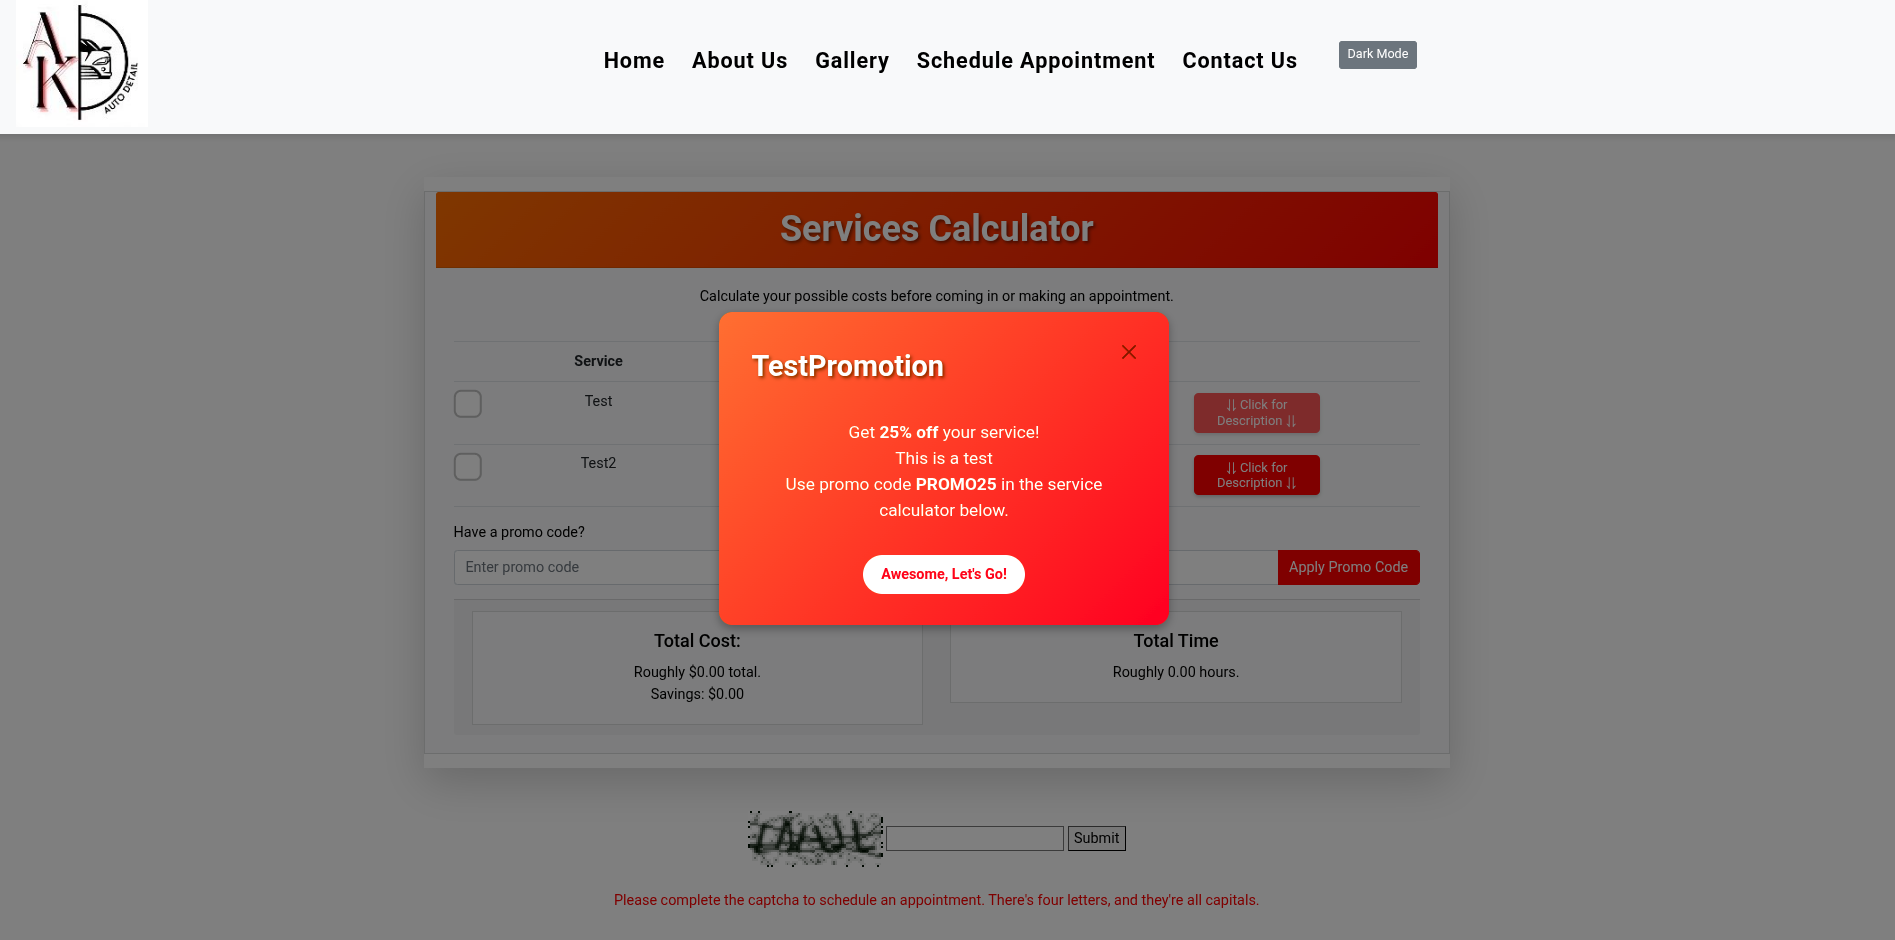 AKD
AUTO DETAIL
Home About Us Gallery Schedule Appointment Contact Us Dark Mode
Services Calculator
Calculate your possible costs before coming in or making an appointment.
TestPromotion
Service
Test
Click for
Description
Get 25% off your service!
This is a test
Test2
Click for
Description
Use promo code PROMO25 in the service
calculator below.
Have a promo code?
Enter promo code
Apply Promo Code
Awesome, Let's Go!
Total Cost:
Total Time
Roughly $0.00 total.
Roughly 0.00 hours.
Savings: $0.00
Submit
Please complete the captcha to schedule an appointment. There's four letters, and they're all capitals.